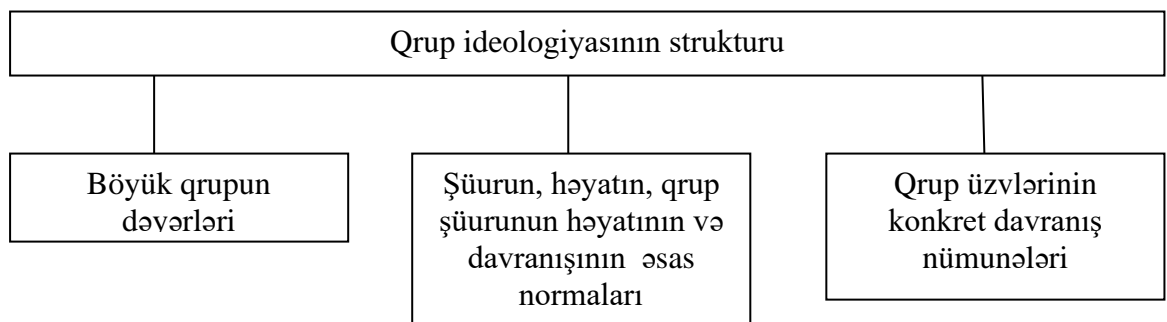 Qrup ideologiyasının strukturu
Böyük qrupun
dəvərləri
Şüurun, həyatın, qrup
şüurunun həyatının və
davranışının əsas
normaları
Qrup üzvlərinin
konkret davranış
nümunələri